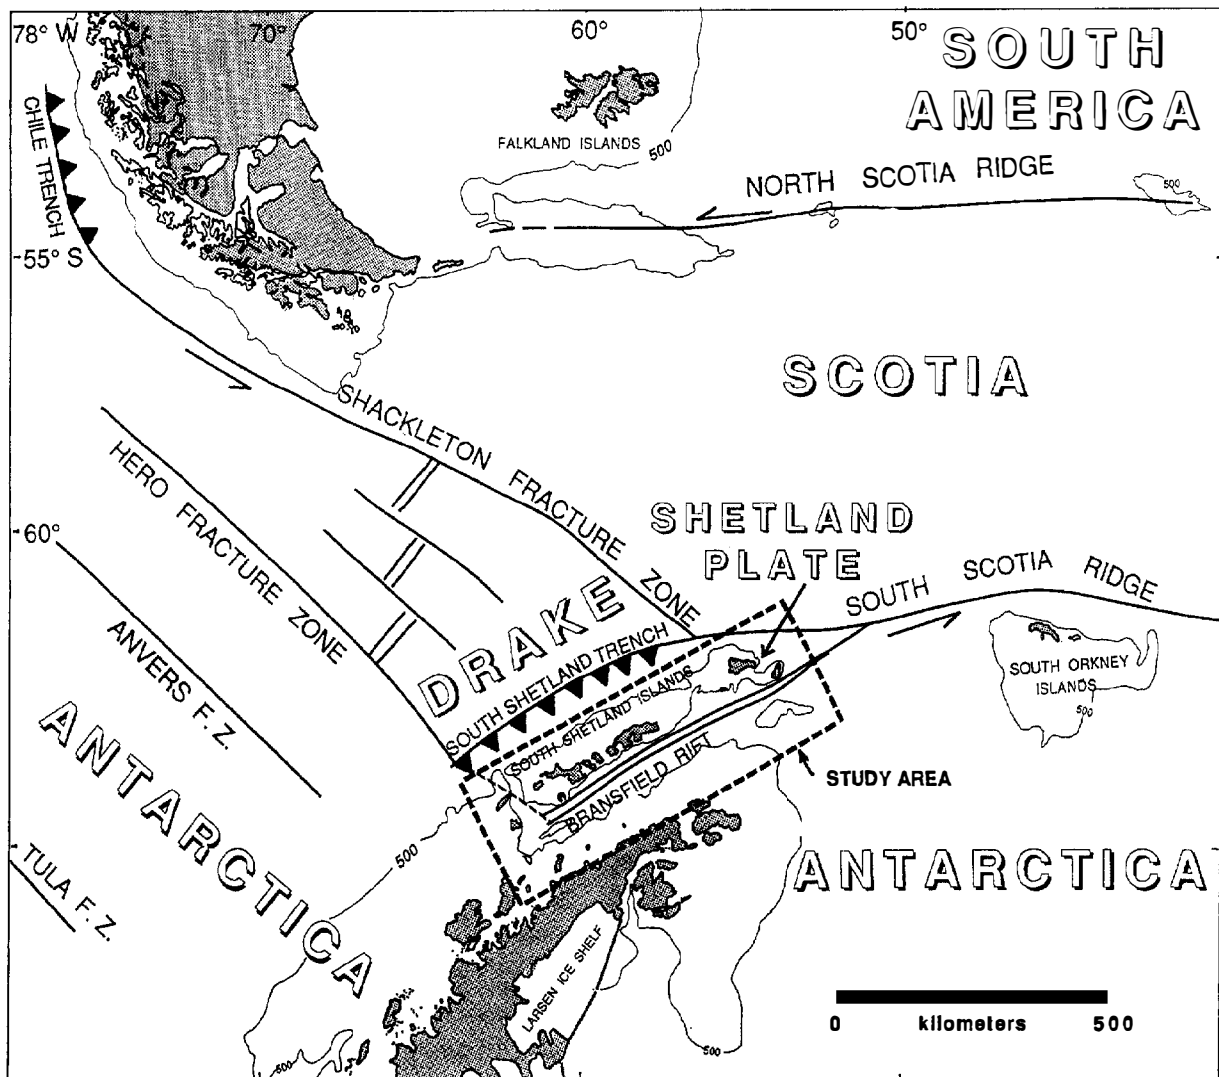 78° W
70°
60°
50°
SOUTH
AMERICA
CHILE TRENCH
FALKLAND ISLANDS
500
NORTH SCOTIA RIDGE
500
55° S
SCOTIA
SHACKLETON FRACTURE ZONE
HERO FRACTURE ZONE
60°
SHETLAND
PLATE
SOUTH SCOTIA RIDGE
ANVERS F. Z.
DRAKE
SOUTH SHETLAND TRENCH
SOUTH SHETLAND ISLANDS
BRANSFIELD RIFT
SOUTH ORKNEY
ISLANDS
500
STUDY AREA
ANTARCTICA
500
ANTARCTICA
TULA F.Z.
LARSEN ICE SHELF
0 kilometers 500
500
500